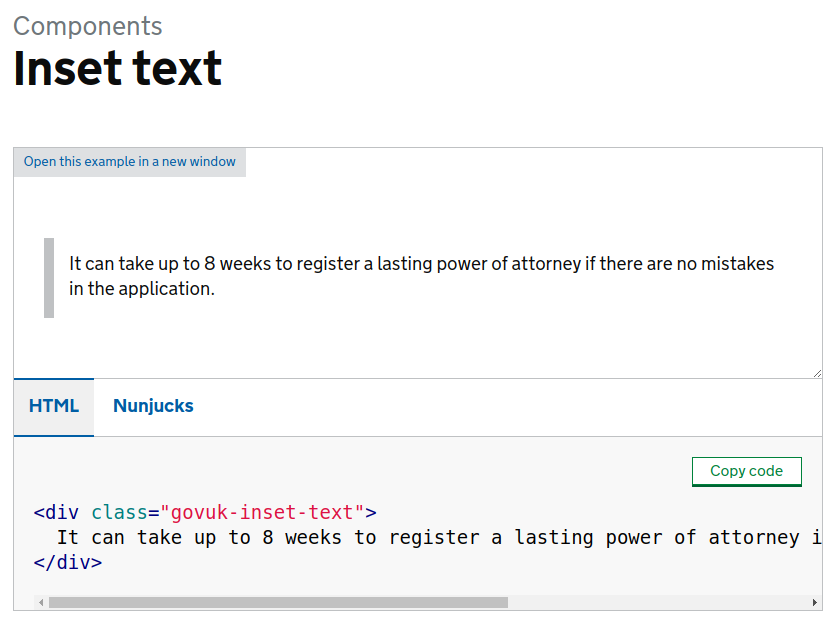 Components
Inset text
Open this example in a new window
It can take up to 8 weeks to register a lasting power of attorney if there are no mistakes
in the application.
HTML
Nunjucks
Copy code
<div class="govuk-inset-text">
It can take up to 8 weeks to register a lasting power of attorney i
</div>